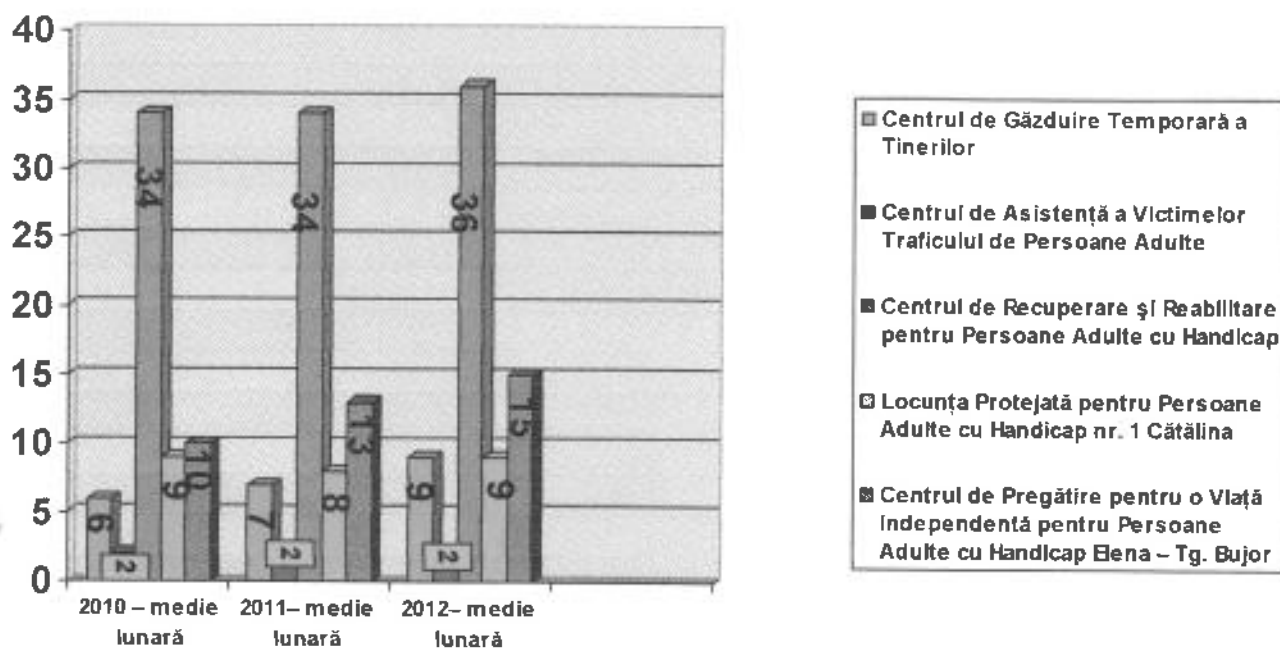 40
35
30
25
20
15
10
5
0
6
2
34
9
10
7
2
34
8
13
9
2
36
9
15
2010 – medie
lunară
2011– medie
lunară
2012– medie
lunară
Centrul de Găzduire Temporară a
Tinerilor
Centrul de Asistență a Victimelor
Traficului de Persoane Adulte
Centrul de Recuperare și Reabilitare
pentru Persoane Adulte cu Handicap
Locunța Protejată pentru Persoane
Adulte cu Handicap nr. 1 Cătălina
Centrul de Pregătire pentru o Viață
Independentă pentru Persoane
Adulte cu Handicap Elena – Tg. Bujor